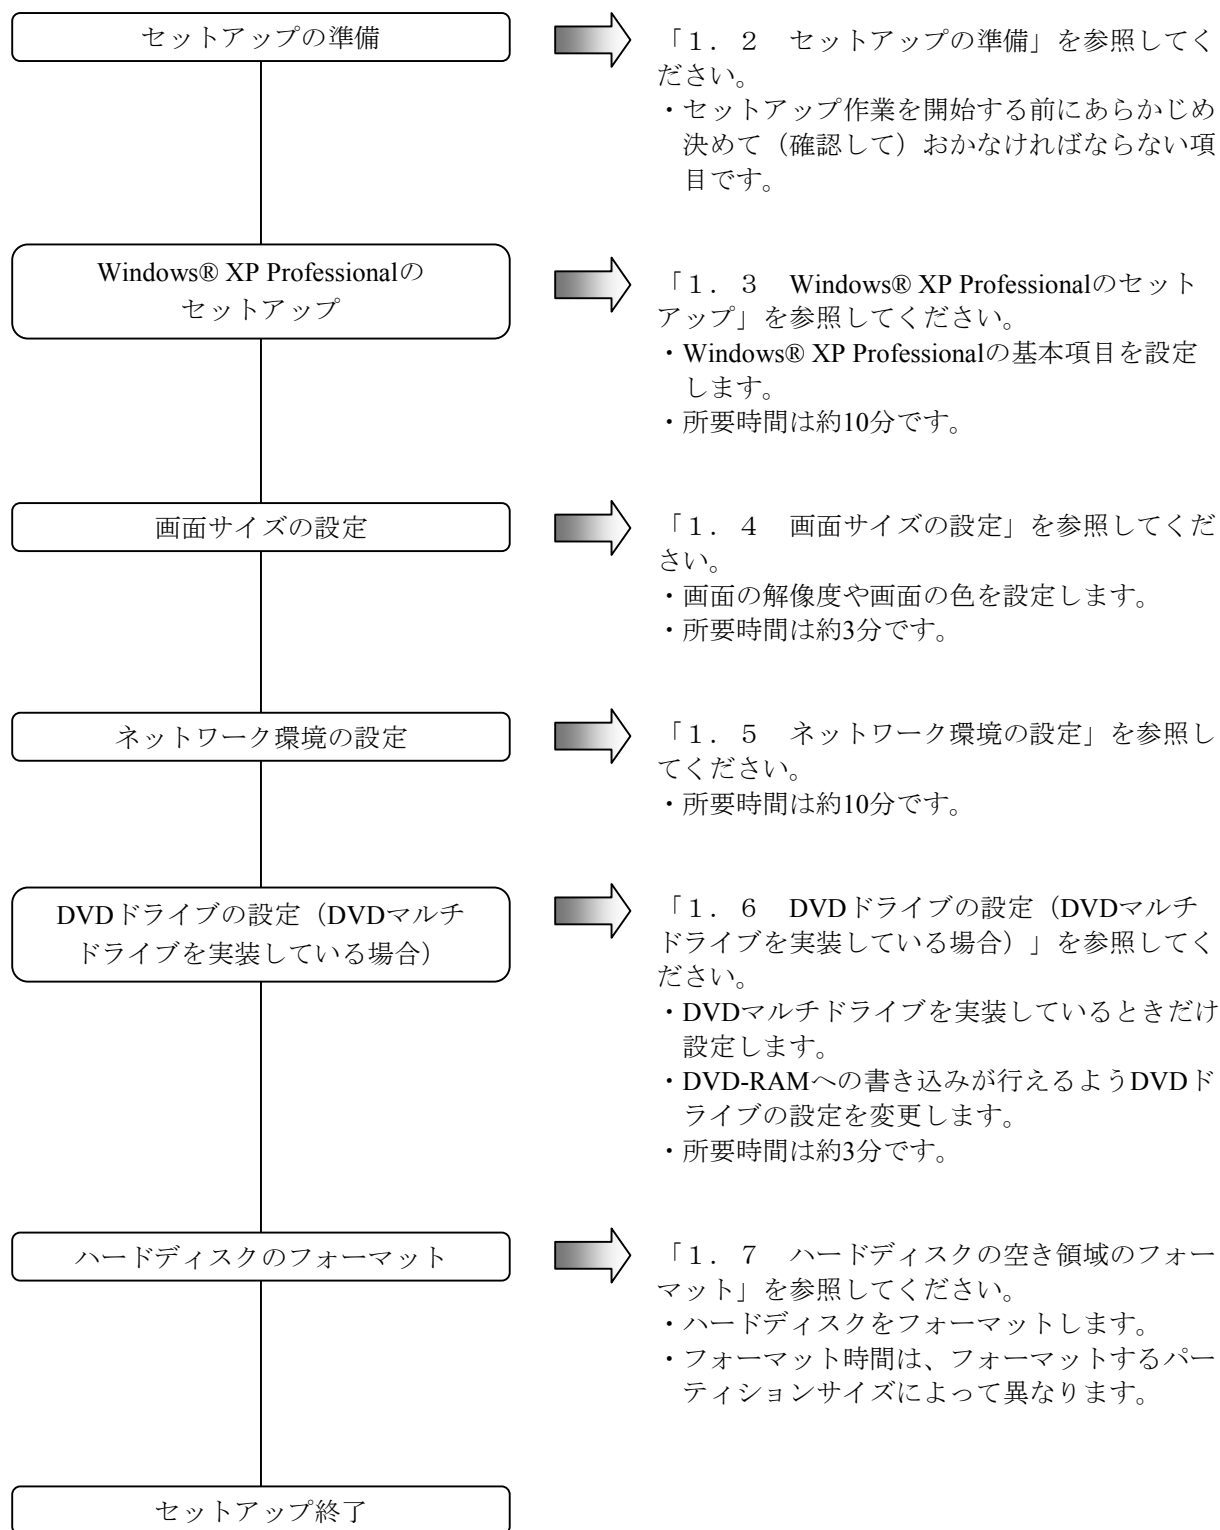 セットアップの準備
「１．２　セットアップの準備」を参照してく
ださい。
・セットアップ作業を開始する前にあらかじめ
決めて（確認して）おかなければならない項
目です。
Windows® XP Professionalの
セットアップ
「１．３　Windows® XP Professionalのセット
アップ」を参照してください。
・Windows® XP Professionalの基本項目を設定
します。
・所要時間は約10分です。
画面サイズの設定
「１．４　画面サイズの設定」を参照してくだ
さい。
・画面の解像度や画面の色を設定します。
・所要時間は約3分です。
ネットワーク環境の設定
「１．５　ネットワーク環境の設定」を参照し
てください。
・所要時間は約10分です。
DVDドライブの設定（DVDマルチ
ドライブを実装している場合）
「１．６　DVDドライブの設定（DVDマルチ
ドライブを実装している場合）」を参照してく
ださい。
・DVDマルチドライブを実装しているときだけ
設定します。
・DVD-RAMへの書き込みが行えるようDVDド
ライブの設定を変更します。
・所要時間は約3分です。
ハードディスクのフォーマット
「１．７　ハードディスクの空き領域のフォー
マット」を参照してください。
・ハードディスクをフォーマットします。
・フォーマット時間は、フォーマットするパー
ティションサイズによって異なります。
セットアップ終了